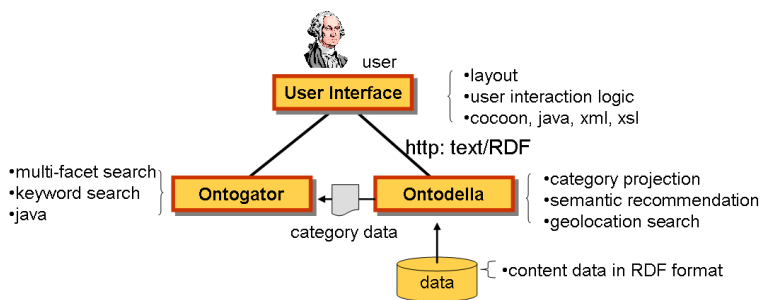 user
User Interface
•layout
•user interaction logic
•cocoon, java, xml, xsl
http: text/RDF
•multi-facet search
•keyword search
•java
Ontogator
Ontodella
•category projection
•semantic recommendation
•geolocation search
category data
data
•content data in RDF format